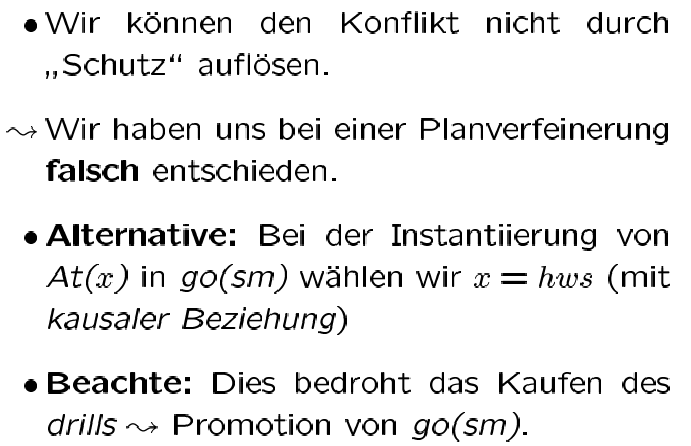 • Wir können den Konflikt nicht durch
„Schutz“ auflösen.
⇝ Wir haben uns bei einer Planverfeinerung
falsch entschieden.
• Alternative: Bei der Instantiierung von
At(x) in go(sm) wählen wir x = hws (mit
kausaler Beziehung)
• Beachte: Dies bedroht das Kaufen des
drills ⇝ Promotion von go(sm).